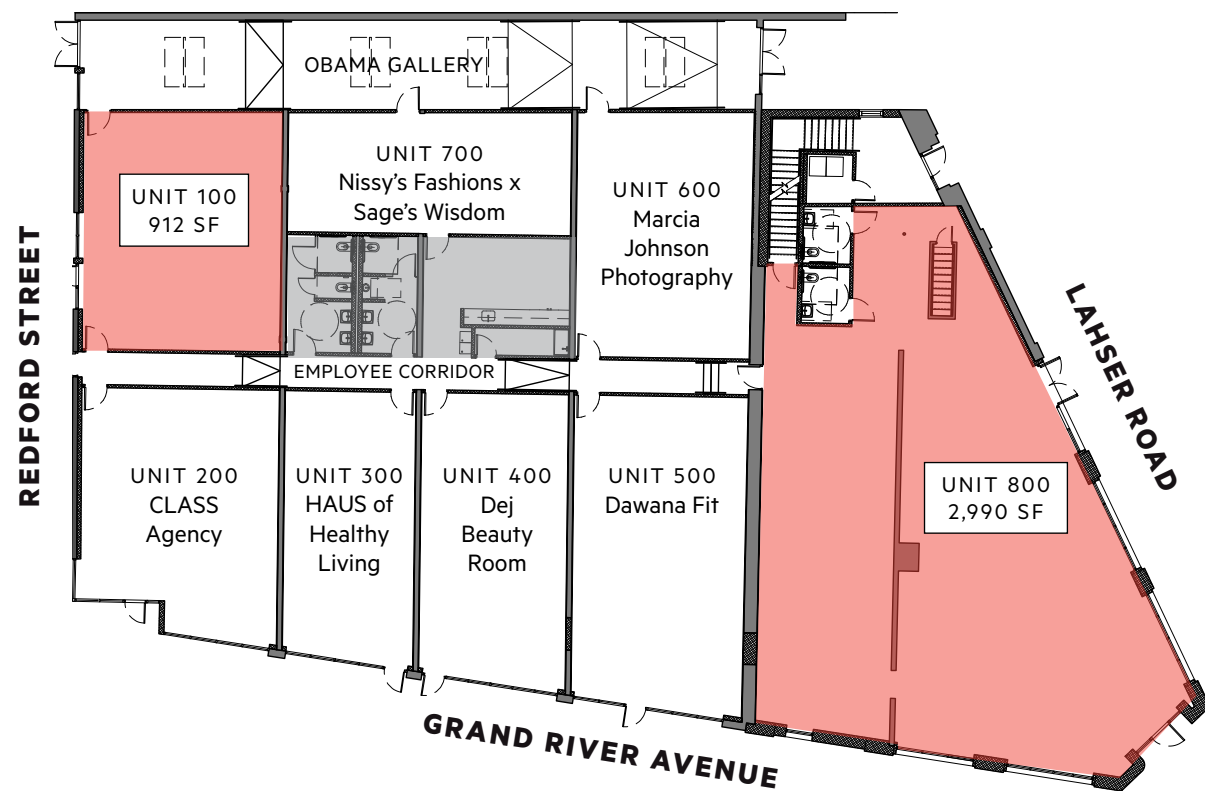 OBAMA GALLERY
UNIT 700
Nissy's Fashions x
Sage's Wisdom
UNIT 100
912 SF
UNIT 600
Marcia
Johnson
Photography
REDFORD STREET
LAHSER ROAD
EMPLOYEE CORRIDOR
UNIT 200
CLASS
Agency
UNIT 300
HAUS of
Healthy
Living
UNIT 400
Dej
Beauty
Room
UNIT 500
Dawana Fit
UNIT 800
2,990 SF
GRAND RIVER AVENUE